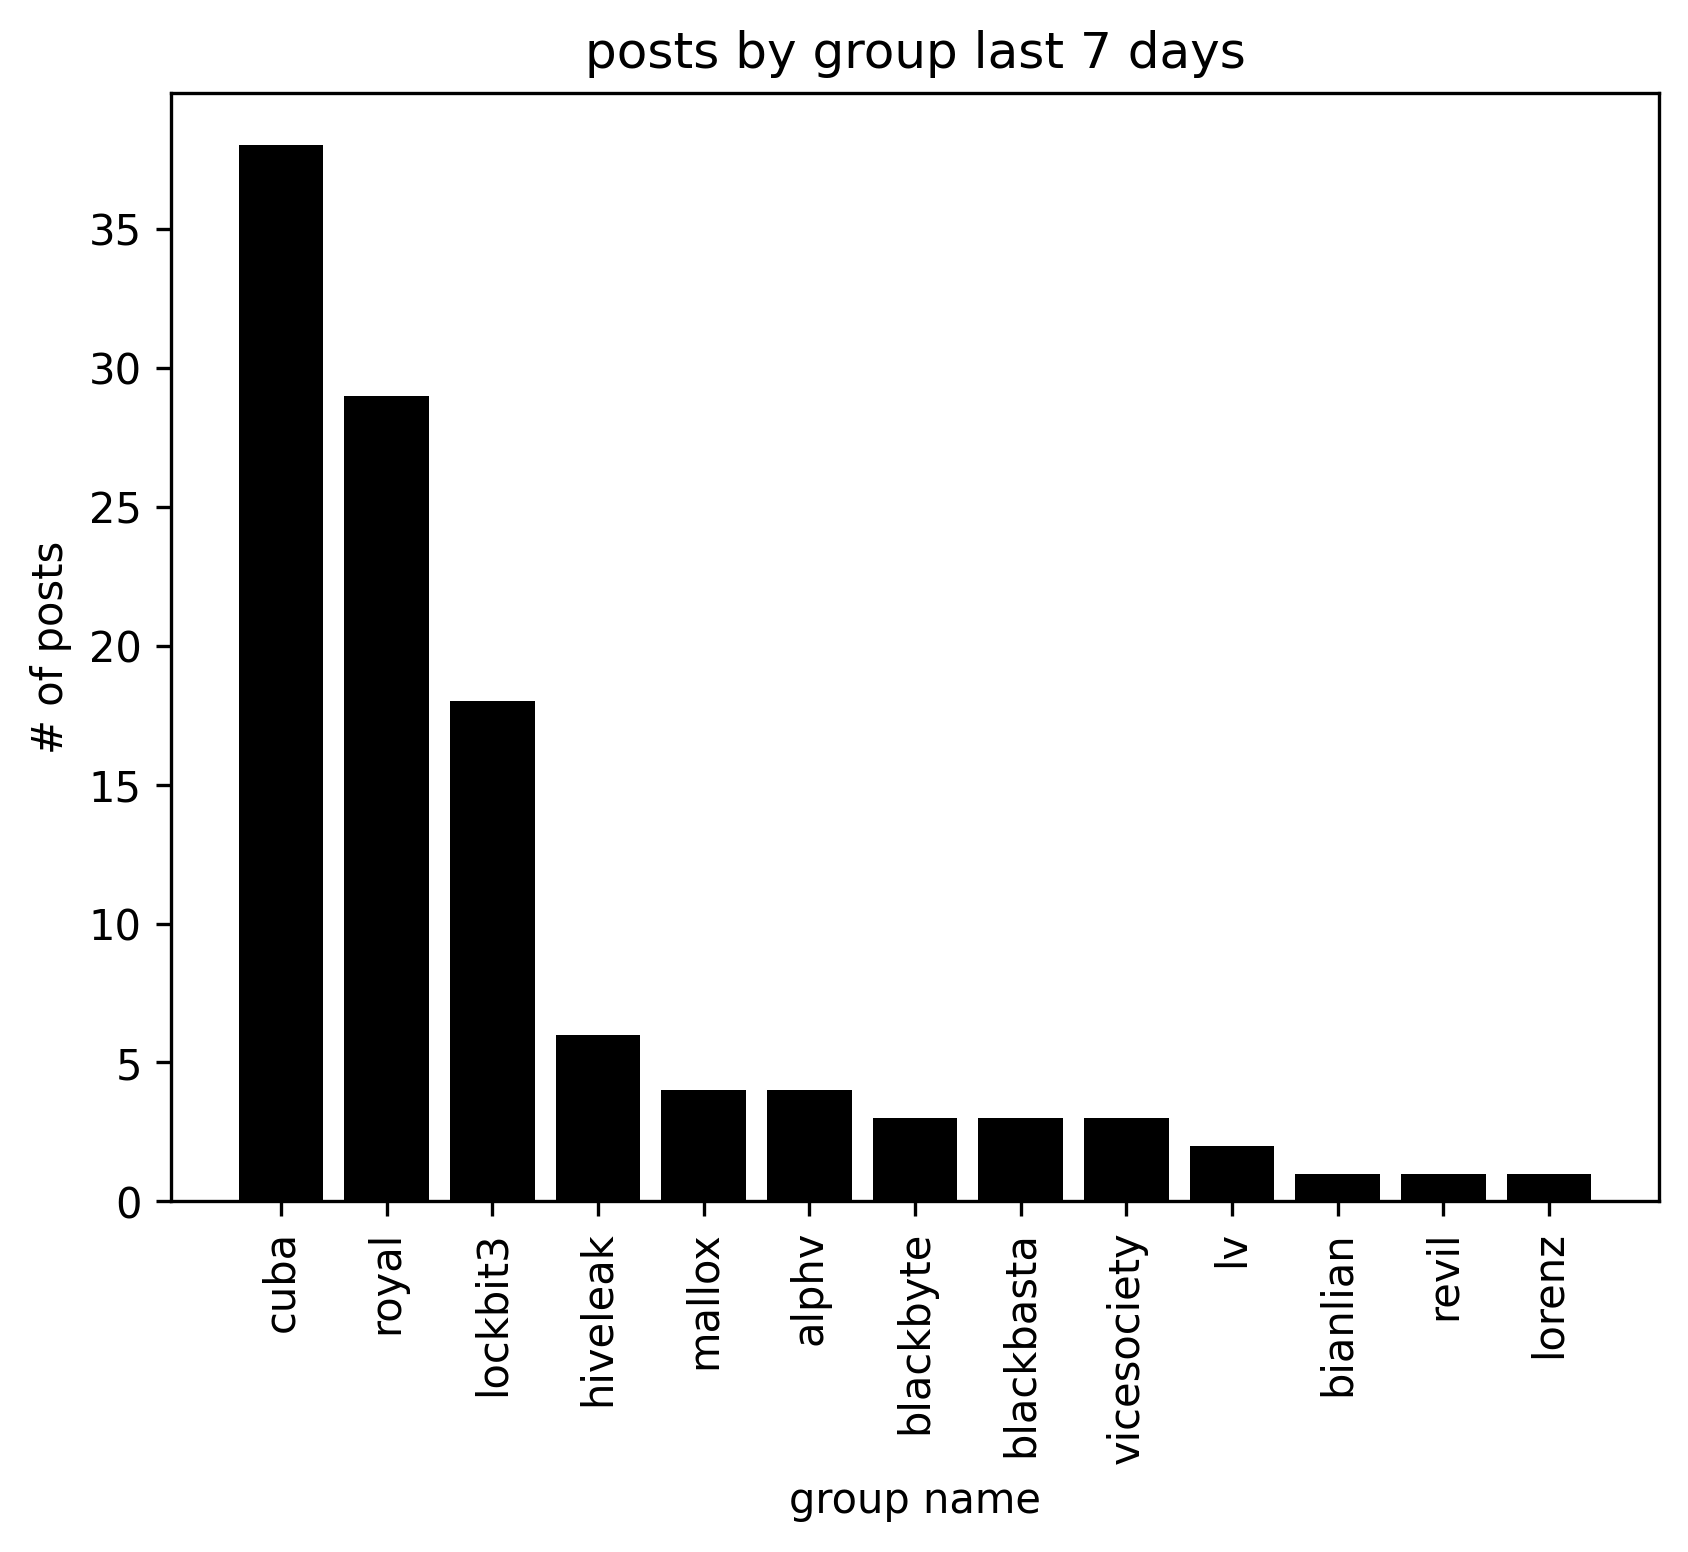 posts by group last 7 days
# of posts
35
30
25
20
15
10
5
0
cuba
royal
lockbit3
hiveleak
mallox
alphv
blackbyte
blackbasta
vicesociety
lv
bianlian
revil
lorenz
group name